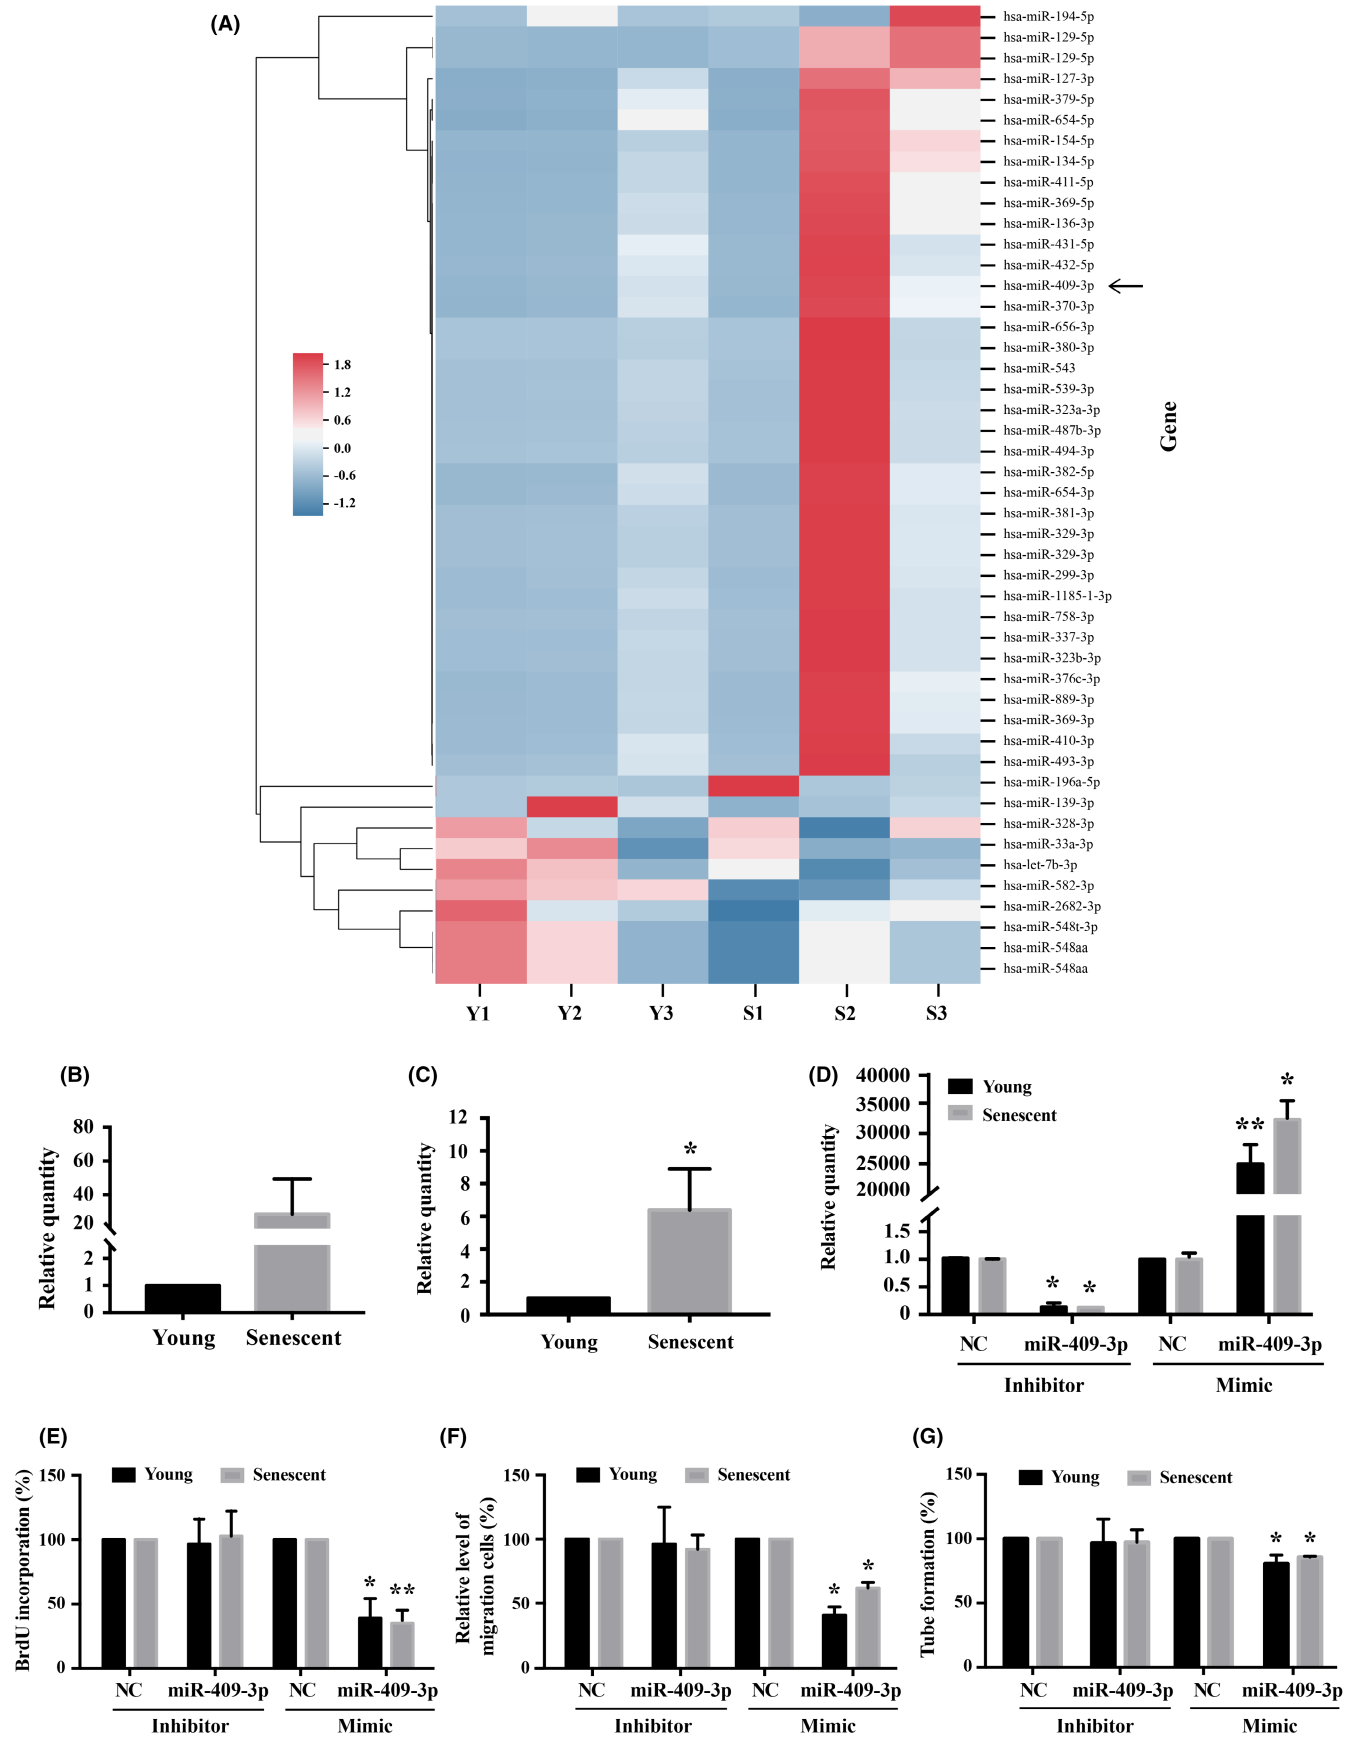 (A)
hsa-miR-194-5p
hsa-miR-129-5p
hsa-miR-129-5p
hsa-miR-127-3p
hsa-miR-379-5p
hsa-miR-654-5p
hsa-miR-154-5p
hsa-miR-134-5p
hsa-miR-411-5p
hsa-miR-369-5p
hsa-miR-136-3p
hsa-miR-431-5p
hsa-miR-432-5p
hsa-miR-409-3p
hsa-miR-370-3p
hsa-miR-656-3p
hsa-miR-380-3p
hsa-miR-543
hsa-miR-539-3p
hsa-miR-323a-3p
hsa-miR-487b-3p
hsa-miR-494-3p
hsa-miR-382-5p
hsa-miR-654-3p
hsa-miR-381-3p
hsa-miR-329-3p
hsa-miR-329-3p
hsa-miR-299-3p
hsa-miR-1185-1-3p
hsa-miR-758-3p
hsa-miR-337-3p
hsa-miR-323b-3p
hsa-miR-376c-3p
hsa-miR-889-3p
hsa-miR-369-3p
hsa-miR-410-3p
hsa-miR-493-3p
hsa-miR-196a-5p
hsa-miR-139-3p
hsa-miR-328-3p
hsa-miR-33a-3p
hsa-let-7b-3p
hsa-miR-582-3p
hsa-miR-2682-3p
hsa-miR-548t-3p
hsa-miR-548aa
hsa-miR-548aa
1.8
1.2
0.6
0.0
-0.6
-1.2
Gene
Y1 Y2 Y3 S1 S2 S3
(B)
Relative quantity
80
60
40
20
2
1
0
Young Senescent
(C)
Relative quantity
12
10
8
6
4
2
0
*
Young Senescent
(D)
Relative quantity
40000
35000
30000
25000
20000
1.5
1.0
0.5
0
Young
Senescent
* * ** *
NC miR-409-3p NC miR-409-3p
Inhibitor Mimic
(E)
BrdU incorporation (%)
150
100
50
0
Young Senescent
* **
NC miR-409-3p NC miR-409-3p
Inhibitor Mimic
(F)
Relative level of
migration cells (%)
150
100
50
0
Young Senescent
* *
NC miR-409-3p NC miR-409-3p
Inhibitor Mimic
(G)
Tube formation (%)
150
100
50
0
Young Senescent
* *
NC miR-409-3p NC miR-409-3p
Inhibitor Mimic